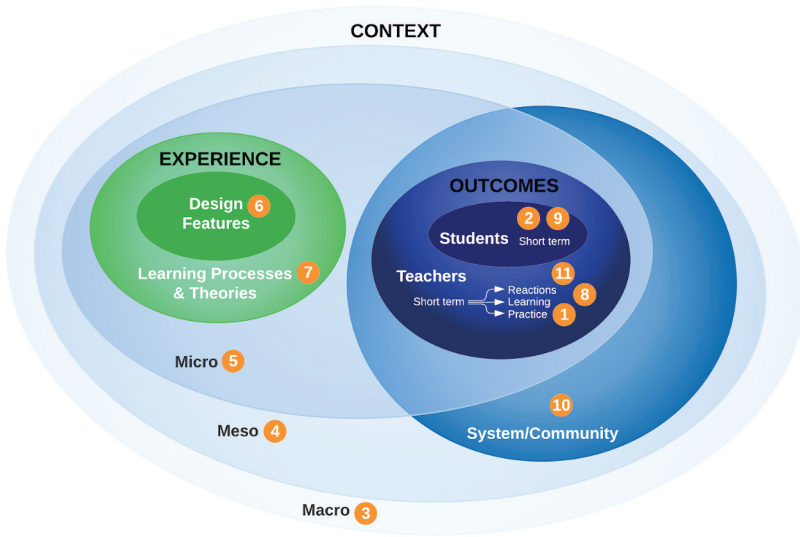 CONTEXT
EXPERIENCE
Design 6
Features
Learning Processes 7
& Theories
OUTCOMES
2 9
Students Short term
Teachers 11
Reactions
8
Short term Learning
Practice 1
Micro 5
10
Meso 4
System/Community
Macro 3